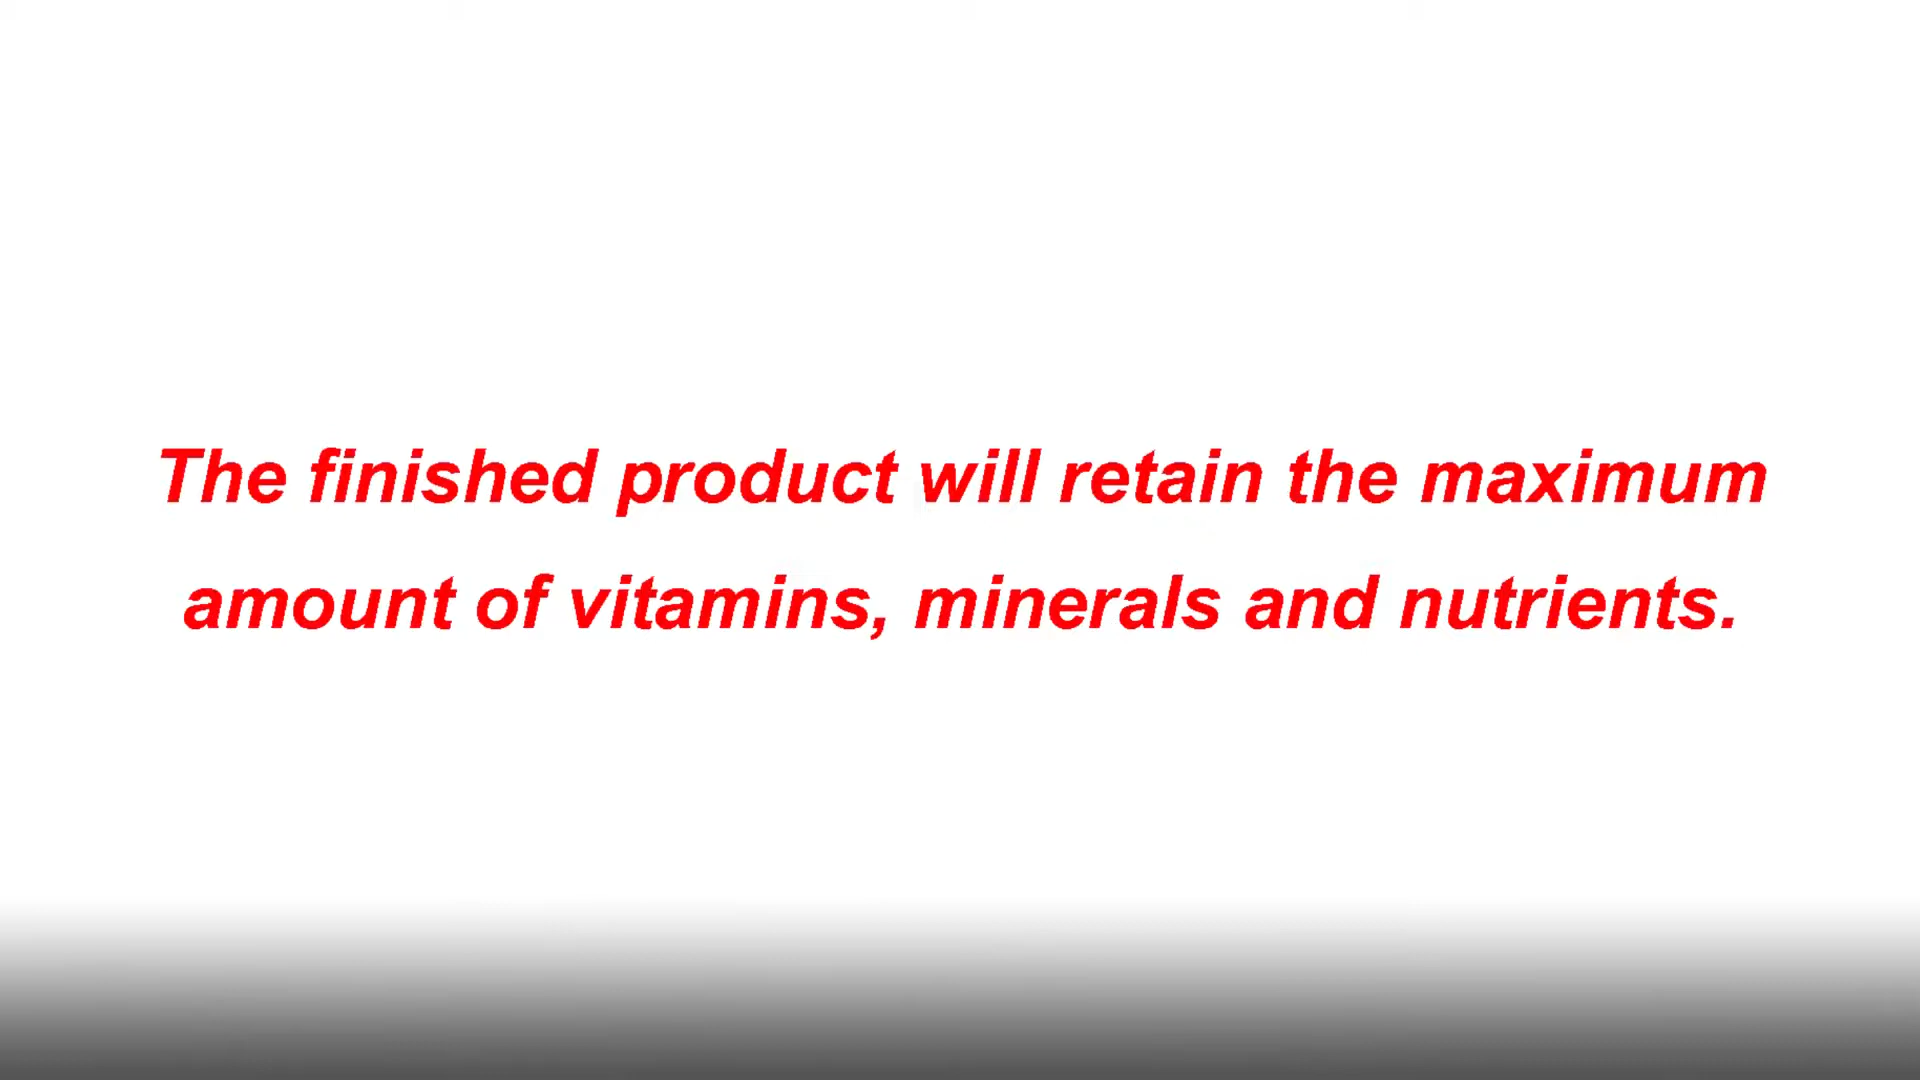 The finished product will retain the maximum
amount of vitamins, minerals and nutrients.